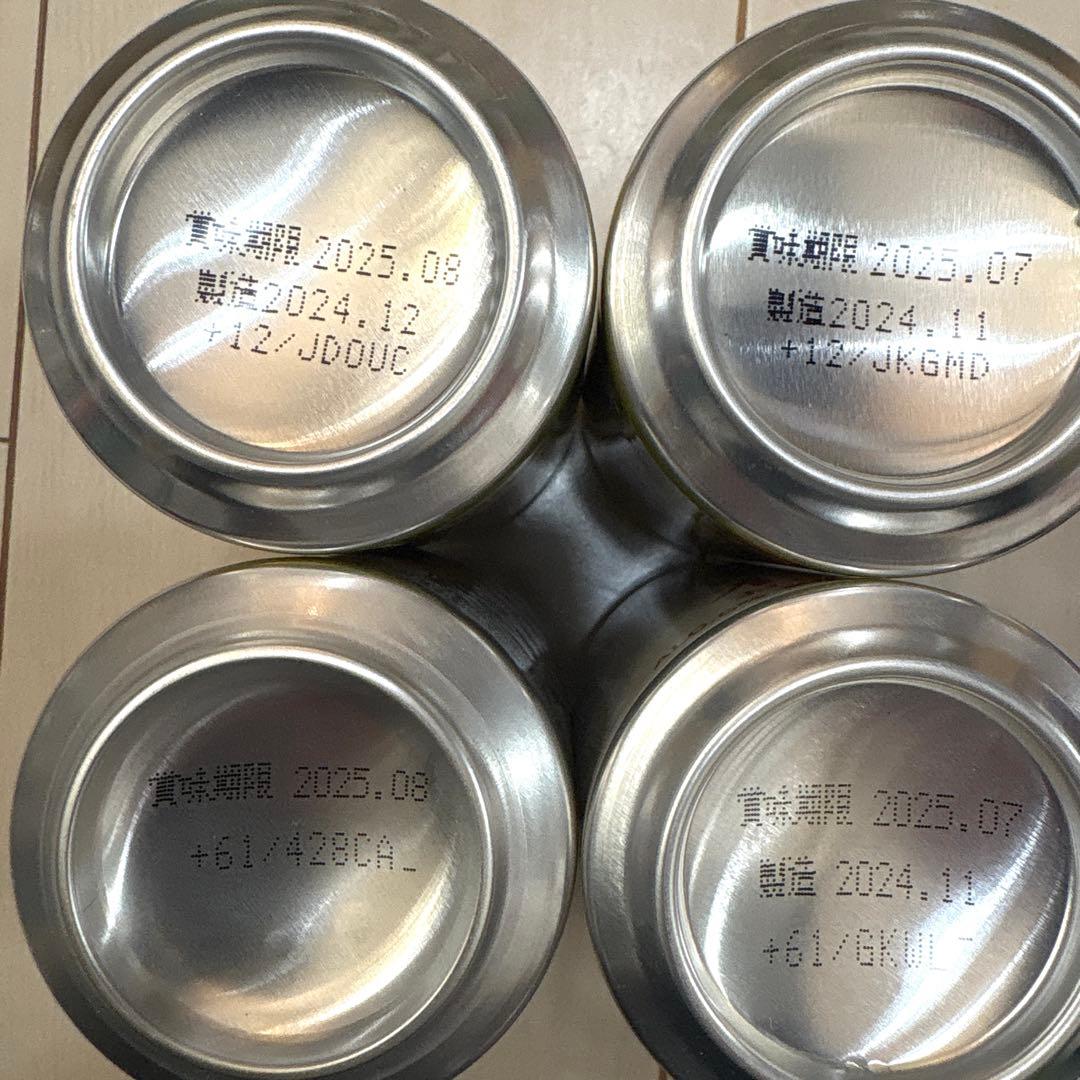 賞味期限 2025.08
製造2024.12
+12/JDOUC
賞味期限 2025.07
製造2024.11
+12/JKGMD
賞味期限 2025.08
+61/428CA_
賞味期限 2025.07
製造 2024.11